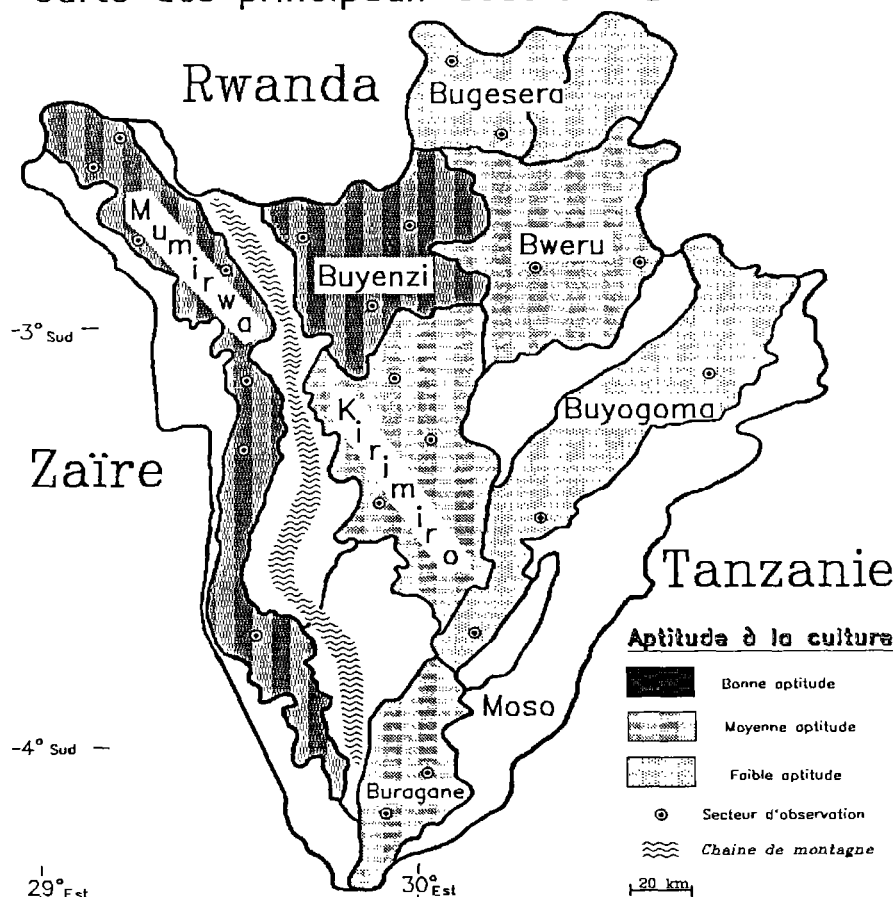 Rwanda
Bugesera
Mumirwa
Buyenzi
Bweru
-3° Sud
Kirimiro
Buyogoma
Zaïre
Tanzanie
Aptitude à la culture
Bonne aptitude
Moso
Moyenne aptitude
-4° Sud
Faible aptitude
Buragane
Secteur d'observation
Chaine de montagne
29° Est
30° Est
20 km